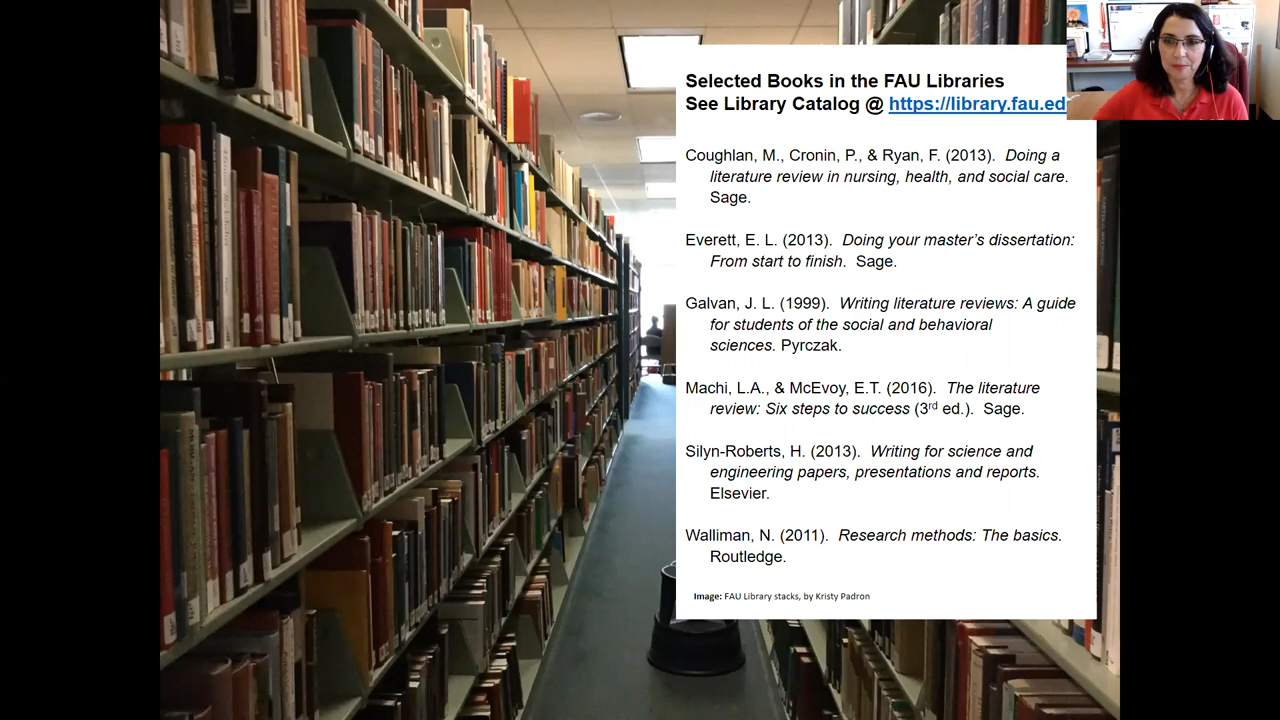 Selected Books in the FAU Libraries
See Library Catalog @ https://library.fau.ed
Coughlan, M., Cronin, P., & Ryan, F. (2013). Doing a
literature review in nursing, health, and social care.
Sage.
Everett, E. L. (2013). Doing your master’s dissertation:
From start to finish. Sage.
Galvan, J. L. (1999). Writing literature reviews: A guide
for students of the social and behavioral
sciences. Pyrczak.
Machi, L.A., & McEvoy, E.T. (2016). The literature
review: Six steps to success (3rd ed.). Sage.
Silyn-Roberts, H. (2013). Writing for science and
engineering papers, presentations and reports.
Elsevier.
Walliman, N. (2011). Research methods: The basics.
Routledge.
Image: FAU Library stacks, by Kristy Padron